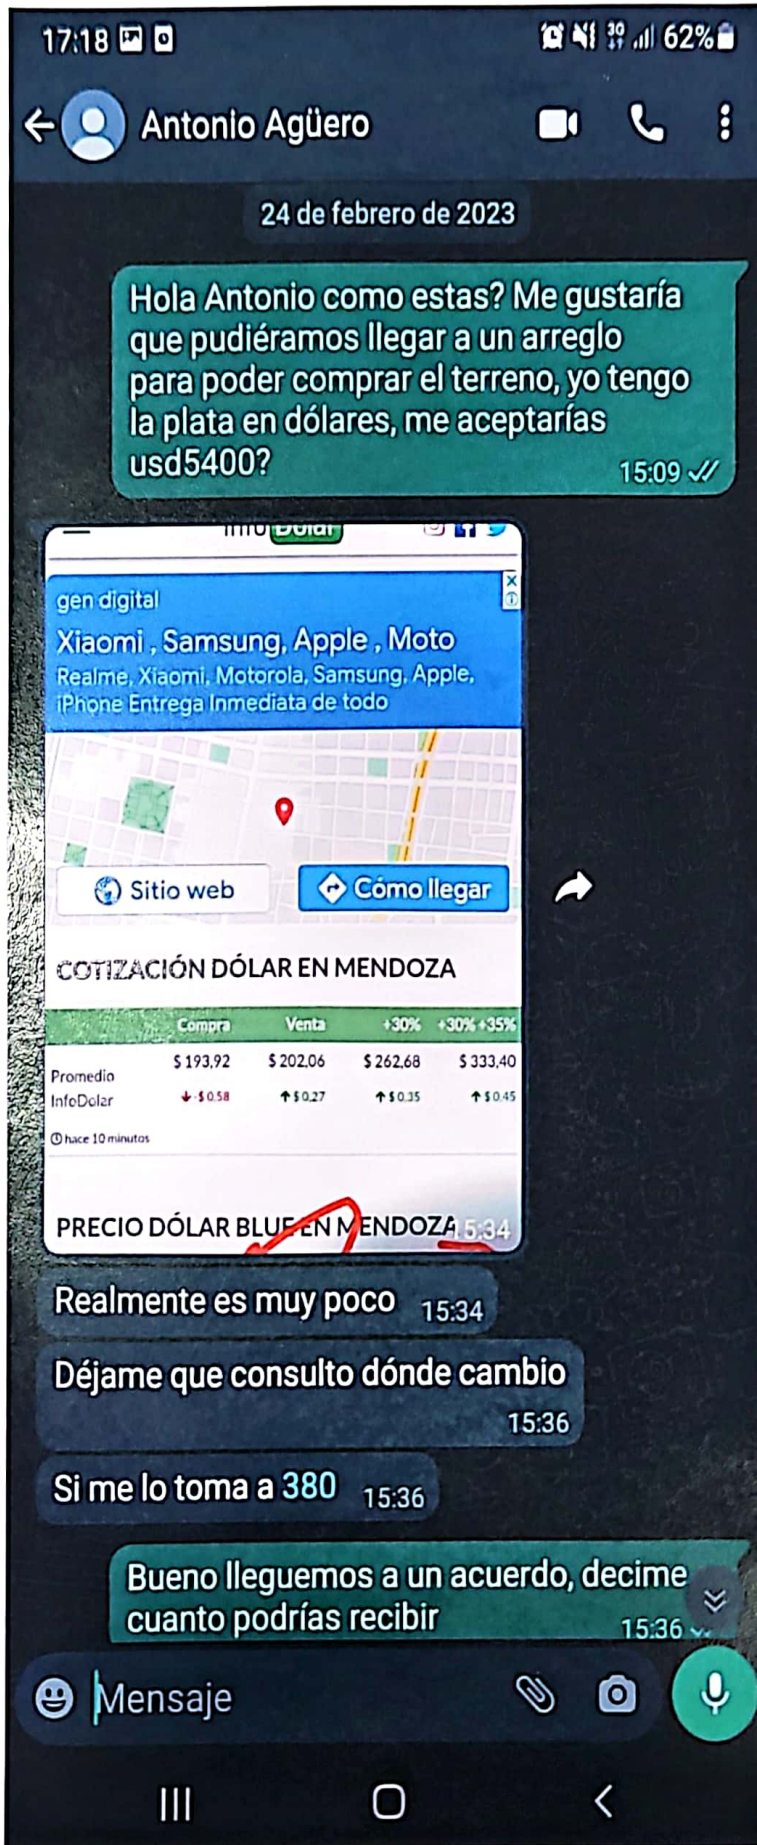 17:18
3G 62%
Antonio Agüero
24 de febrero de 2023
Hola Antonio como estas? Me gustaría
que pudiéramos llegar a un arreglo
para poder comprar el terreno, yo tengo
la plata en dólares, me aceptarías
usd5400?
15:09
Info Dolar
gen digital
Xiaomi , Samsung, Apple , Moto
Realme, Xiaomi, Motorola, Samsung, Apple,
iPhone Entrega Inmediata de todo
Sitio web
Cómo llegar
COTIZACIÓN DÓLAR EN MENDOZA
Compra Venta +30% +30% +35%
Promedio
InfoDolar
$ 193,92 $ 202,06 $ 262,68 $ 333,40
-$ 0.58 $ 0,27 $ 0,35 $ 0,45
hace 10 minutos
PRECIO DÓLAR BLUE EN MENDOZA
15:34
Realmente es muy poco 15:34
Déjame que consulto dónde cambio
15:36
Si me lo toma a 380 15:36
Bueno lleguemos a un acuerdo, decime
cuanto podrías recibir
15:36
Mensaje